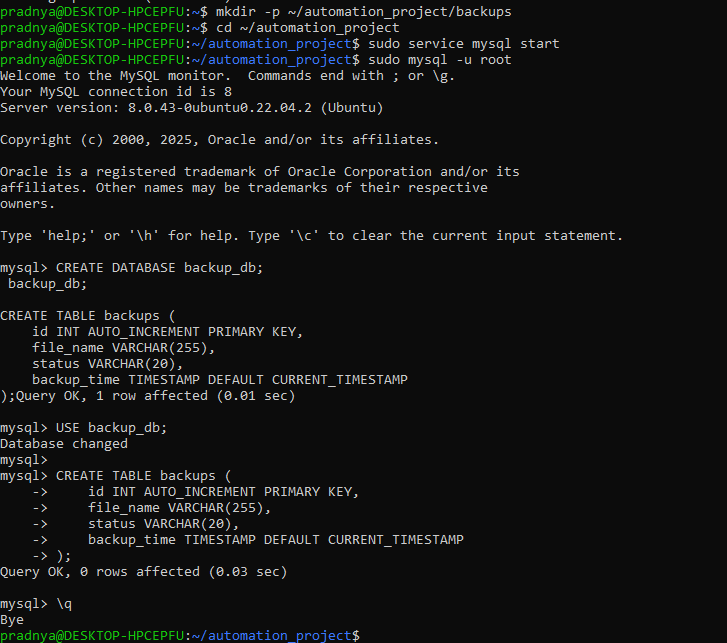 pradnya@DESKTOP-HPCEPFU:~$ mkdir -p ~/automation_project/backups
pradnya@DESKTOP-HPCEPFU:~$ cd ~/automation_project
pradnya@DESKTOP-HPCEPFU:~/automation_project$ sudo service mysql start
pradnya@DESKTOP-HPCEPFU:~/automation_project$ sudo mysql -u root
Welcome to the MySQL monitor.  Commands end with ; or \g.
Your MySQL connection id is 8
Server version: 8.0.43-0ubuntu0.22.04.2 (Ubuntu)

Copyright (c) 2000, 2025, Oracle and/or its affiliates.

Oracle is a registered trademark of Oracle Corporation and/or its
affiliates. Other names may be trademarks of their respective
owners.

Type 'help;' or '\h' for help. Type '\c' to clear the current input statement.

mysql> CREATE DATABASE backup_db;
 backup_db;

CREATE TABLE backups (
    id INT AUTO_INCREMENT PRIMARY KEY,
    file_name VARCHAR(255),
    status VARCHAR(20),
    backup_time TIMESTAMP DEFAULT CURRENT_TIMESTAMP
);Query OK, 1 row affected (0.01 sec)

mysql> USE backup_db;
Database changed
mysql>
mysql> CREATE TABLE backups (
    ->     id INT AUTO_INCREMENT PRIMARY KEY,
    ->     file_name VARCHAR(255),
    ->     status VARCHAR(20),
    ->     backup_time TIMESTAMP DEFAULT CURRENT_TIMESTAMP
    -> );
Query OK, 0 rows affected (0.03 sec)

mysql> \q
Bye
pradnya@DESKTOP-HPCEPFU:~/automation_project$